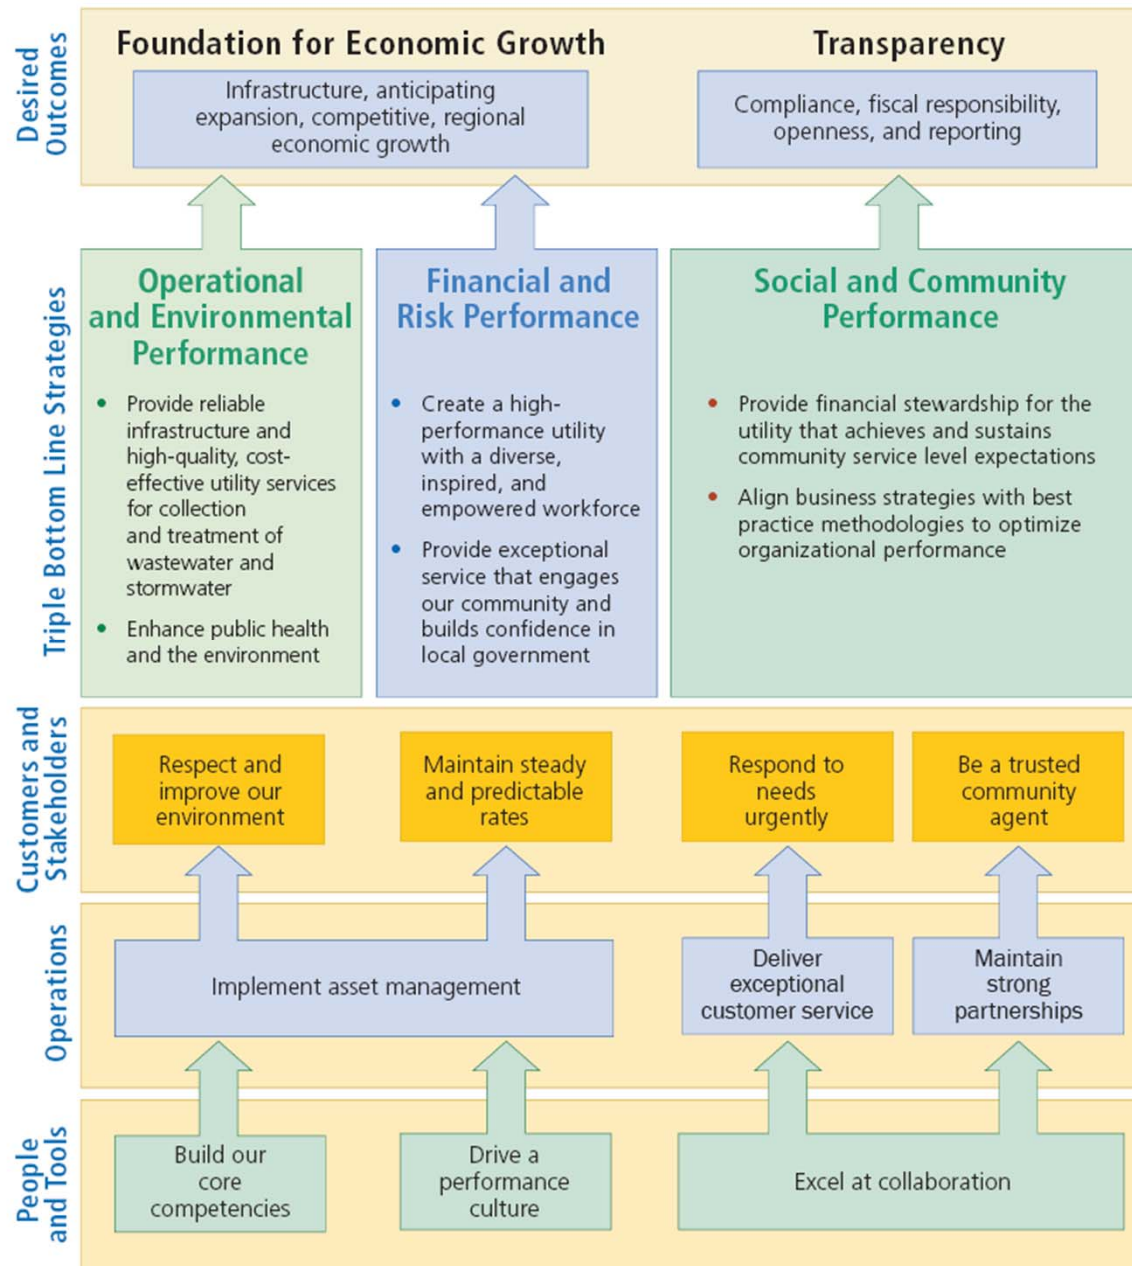 Desired
Outcomes
Foundation for Economic Growth
Infrastructure, anticipating
expansion, competitive, regional
economic growth
Transparency
Compliance, fiscal responsibility,
openness, and reporting
Triple Bottom Line Strategies
Operational
and Environmental
Performance
• Provide reliable
infrastructure and
high-quality, cost-
effective utility services
for collection
and treatment of
wastewater and
stormwater
• Enhance public health
and the environment
Financial and
Risk Performance
• Create a high-
performance utility
with a diverse,
inspired, and
empowered workforce
• Provide exceptional
service that engages
our community and
builds confidence in
local government
Social and Community
Performance
• Provide financial stewardship for the
utility that achieves and sustains
community service level expectations
• Align business strategies with best
practice methodologies to optimize
organizational performance
Customers and
Stakeholders
Respect and
improve our
environment
Maintain steady
and predictable
rates
Respond to
needs
urgently
Be a trusted
community
agent
Operations
Implement asset management
Deliver
exceptional
customer service
Maintain
strong
partnerships
People
and Tools
Build our
core
competencies
Drive a
performance
culture
Excel at collaboration